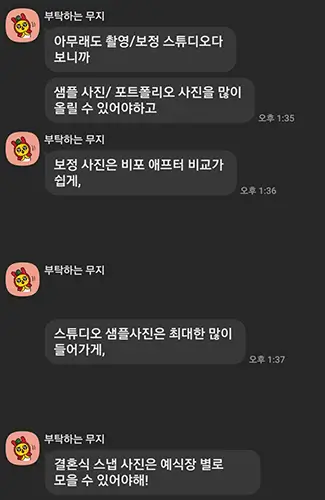 부탁하는 무지
아무래도 촬영/보정 스튜디오다
보니까
샘플 사진/ 포트폴리오 사진을 많이
올릴 수 있어야하고
오후 1:35
부탁하는 무지
보정 사진은 비포 애프터 비교가
쉽게,
오후 1:36
부탁하는 무지
스튜디오 샘플사진은 최대한 많이
들어가게,
오후 1:37
부탁하는 무지
결혼식 스냅 사진은 예식장 별로
모을 수 있어야해!